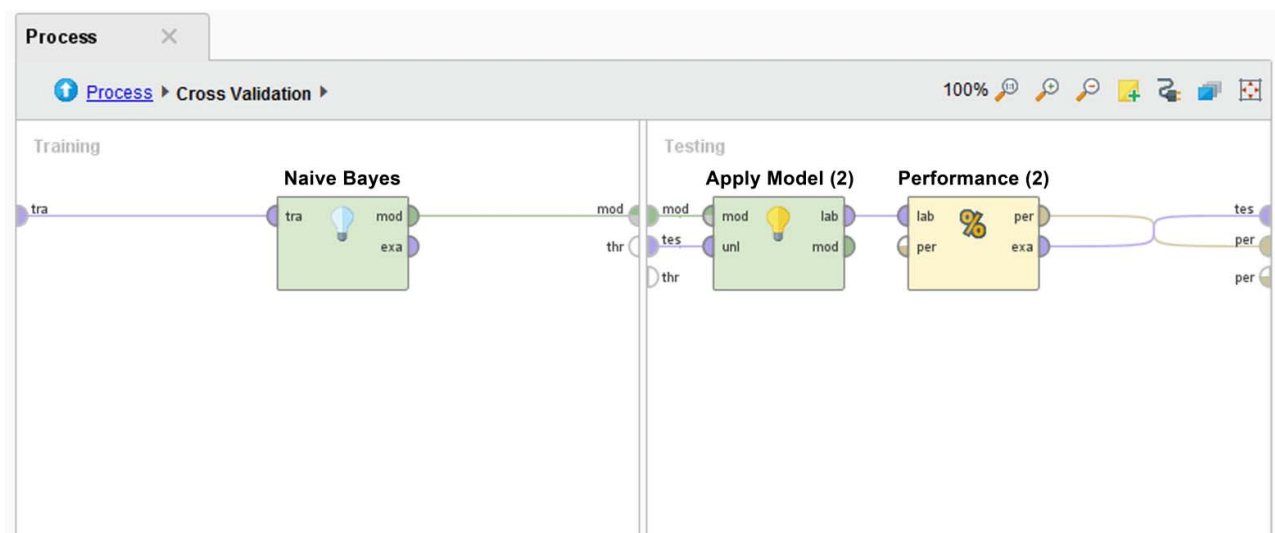 Process
Process Cross Validation
100%
Training
Testing
Naive Bayes
Apply Model (2)
Performance (2)
tra
tra
mod
exa
mod
thr
mod
tes
thr
mod
unl
lab
mod
lab
per
per
exa
tes
per
per